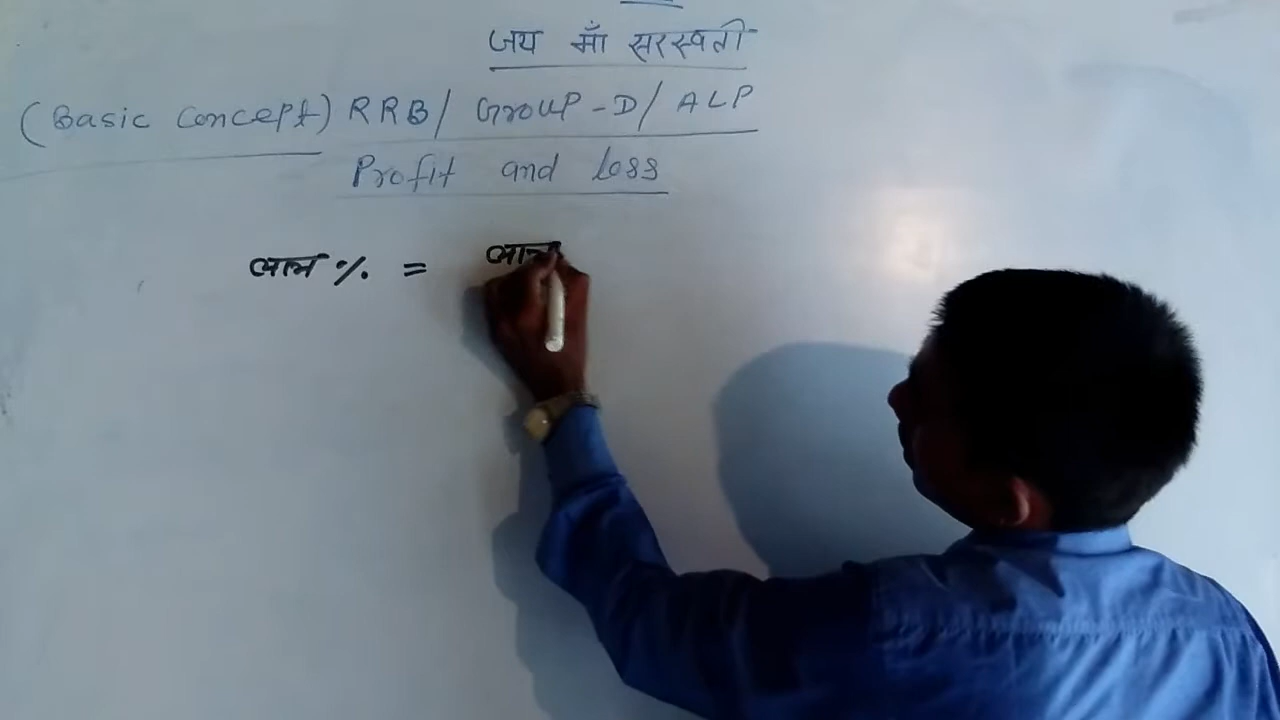 जय माँ सरस्वती
(Basic Concept) RRB/ Group-D/ ALP
Profit and Loss
लाभ % = लाभ